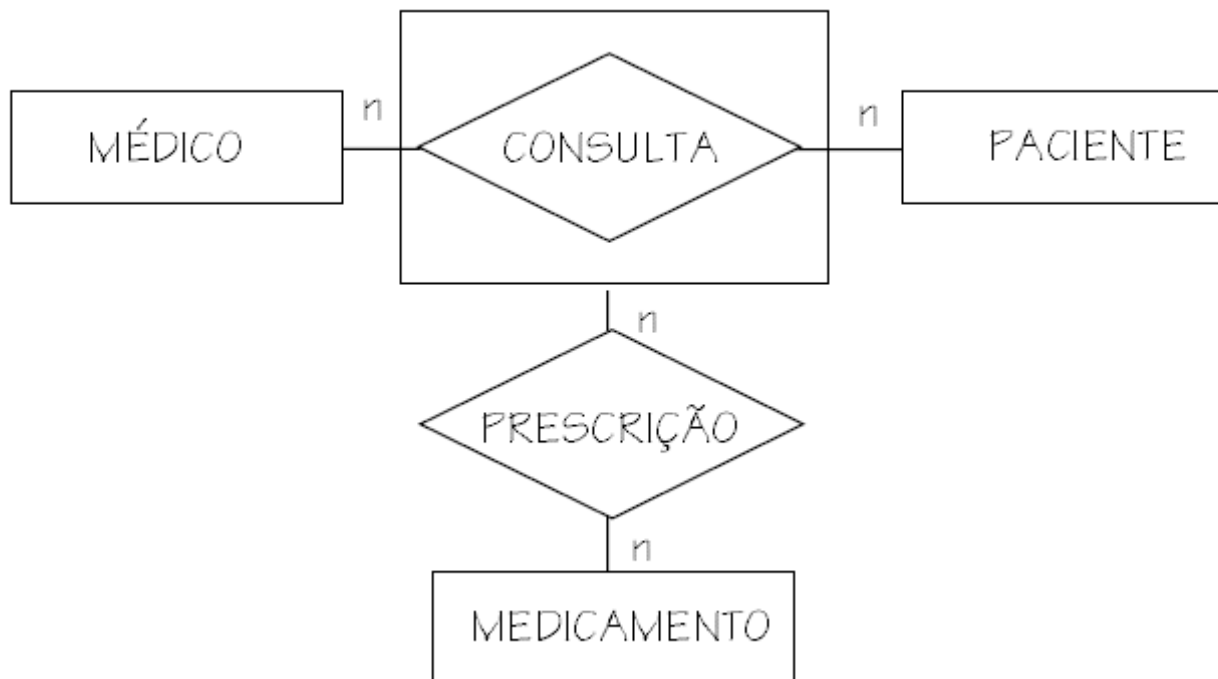 n
n
MÉDICO
CONSULTA
PACIENTE
n
PRESCRIÇÃO
n
MEDICAMENTO